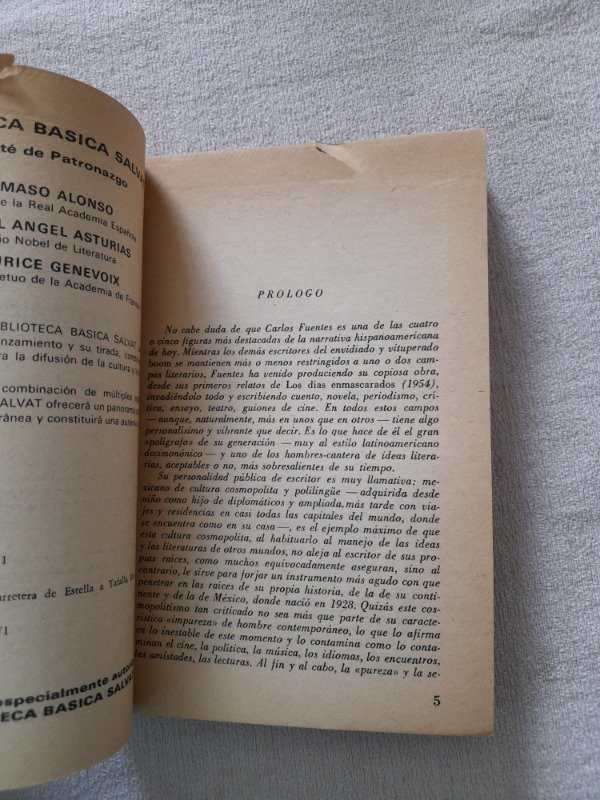 CA BASICA SALVAT
té de Patronazgo
MASO ALONSO
e la Real Academia Española
L ANGEL ASTURIAS
io Nobel de Literatura
URICE GENEVOIX
etuo de la Academia de Francia
BLIOTECA BASICA SALVAT,
nzamiento y su tirada,
ra la difusión de la cultura y
combinación de múltiples
ALVAT ofrecerá un panorama
ránea y constituirá una
1
arretera de Estella a Tafalla,
71
especialmente
TECA BASICA SALVAT
PROLOGO
No cabe duda de que Carlos Fuentes es una de las cuatro
o cinco figuras más destacadas de la narrativa hispanoamericana
de hoy. Mientras los demás escritores del envidiado y vituperado
boom se mantienen más o menos restringidos a uno o dos cam-
pos literarios, Fuentes ha venido produciendo su copiosa obra,
desde sus primeros relatos de Los días enmascarados (1954),
invadiéndolo todo y escribiendo cuento, novela, periodismo, crí-
tica, ensayo, teatro, guiones de cine. En todos estos campos
—aunque, naturalmente, más en unos que en otros— tiene algo
personalísimo y vibrante que decir. Es lo que hace de él el gran
«polígrafo» de su generación —muy al estilo latinoamericano
decimonónico— y uno de los hombres-cantera de ideas litera-
rias, aceptables o no, más sobresalientes de su tiempo.
Su personalidad pública de escritor es muy llamativa: me-
xicano de cultura cosmopolita y polilingüe —adquirida desde
niño como hijo de diplomáticos y ampliada, más tarde con via-
jes y residencias en casi todas las capitales del mundo, donde
se encuentra como en su casa—, es el ejemplo máximo de que
esta cultura cosmopolita, al habituarlo al manejo de las ideas
y las literaturas de otros mundos, no aleja al escritor de sus pro-
pias raíces, como muchos equivocadamente aseguran, sino al
contrario, le sirve para forjar un instrumento más agudo con que
penetrar en las raíces de su propia historia, de la de su conti-
nente y de la de México, donde nació en 1928. Quizás este cos-
mopolitismo tan criticado no sea más que parte de su caracte-
rística «impureza» de hombre contemporáneo, lo que lo afirma
en lo inestable de este momento y lo contamina como lo conta-
minan el cine, la política, la música, los idiomas, los encuentros,
las amistades, las lecturas. Al fin y al cabo, la «pureza» y la se-
5